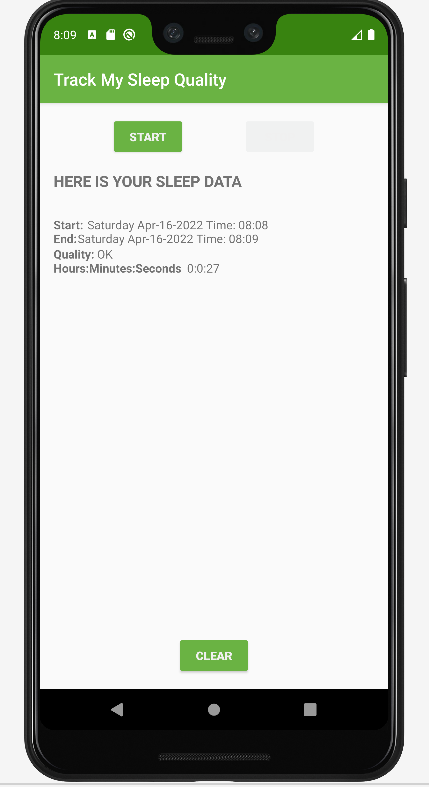 8:09
Track My Sleep Quality
START
HERE IS YOUR SLEEP DATA
Start: Saturday Apr-16-2022 Time: 08:08
End:Saturday Apr-16-2022 Time: 08:09
Quality: OK
Hours:Minutes:Seconds 0:0:27
CLEAR